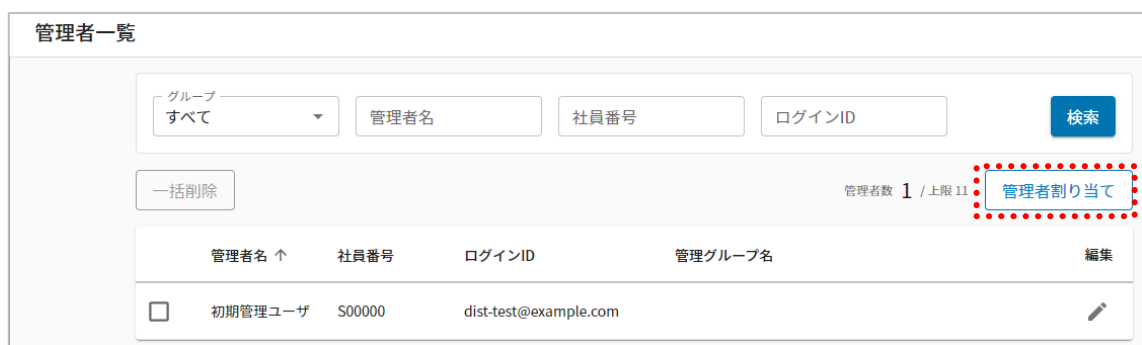 管理者一覧
グループ
すべて 管理者名 社員番号 ログインID 検索
一括削除 管理者数 1 / 上限 11 管理者割り当て
管理者名 ↑ 社員番号 ログインID 管理グループ名 編集
初期管理ユーザ S00000 dist-test@example.com